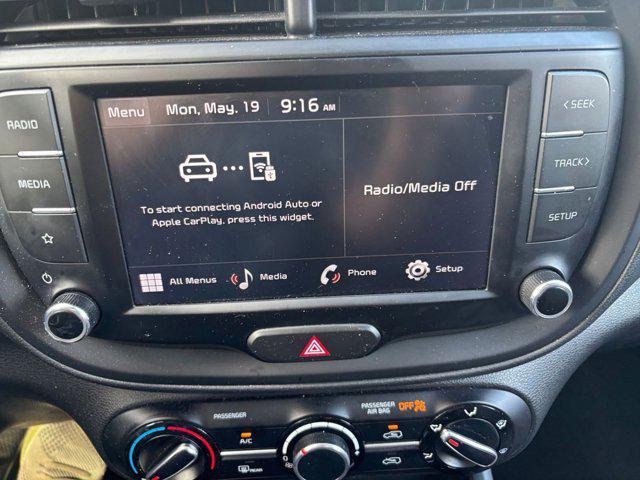 Menu Mon, May. 19 9:16 AM
RADIO
MEDIA
To start connecting Android Auto or
Apple CarPlay, press this widget.
Radio/Media Off
All Menus Media Phone Setup
< SEEK
TRACK >
SETUP
PASSENGER
PASSENGER
AIR BAG OFF
A/C
REAR